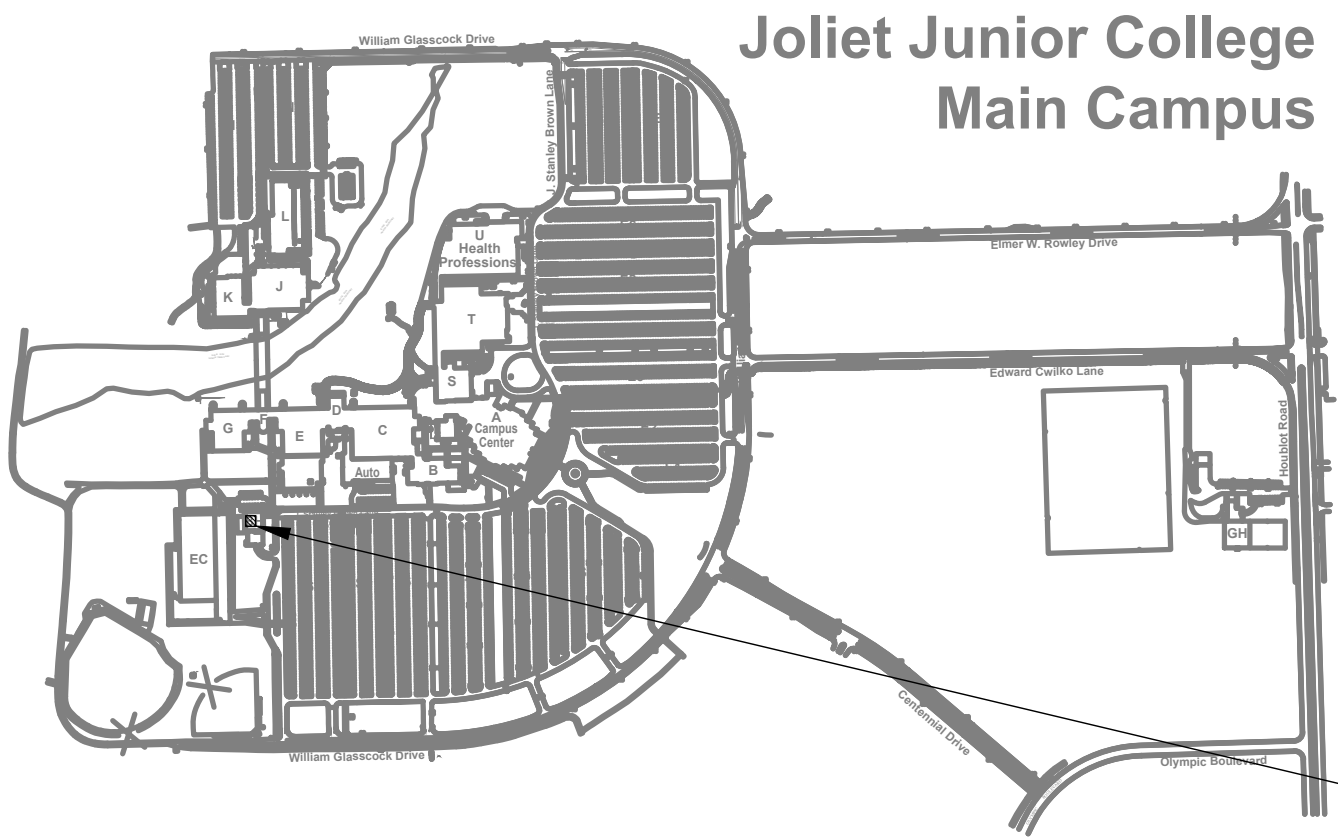 Joliet Junior College
Main Campus
William Glasscock Drive
J. Stanley Brown Lane
L
U
Health
Professions
Elmer W. Rowley Drive
K
J
T
Edward Cwilko Lane
S
D
A
Campus
Center
F
G
E
C
B
Auto
Houblot Road
EC
GH
Centennial Drive
William Glasscock Drive
Olympic Boulevard